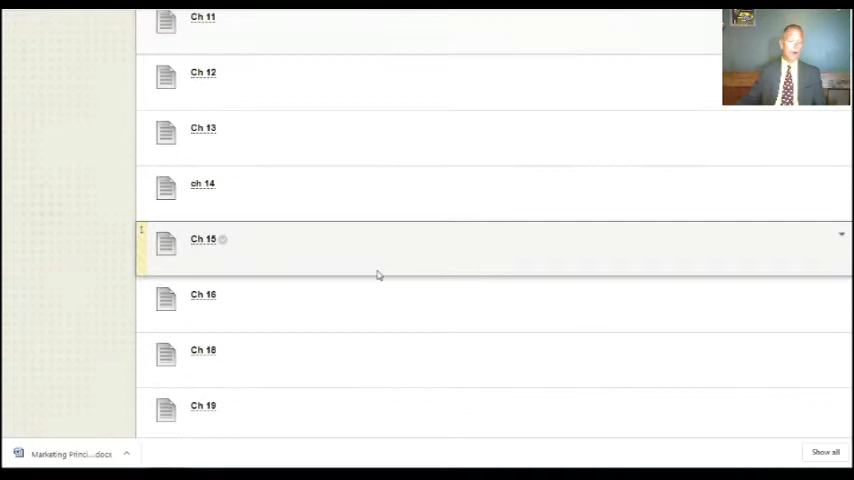 Ch 11
Ch 12
Ch 13
ch 14
Ch 15
Ch 16
Ch 18
Ch 19
Marketing Princi....docx
Show all